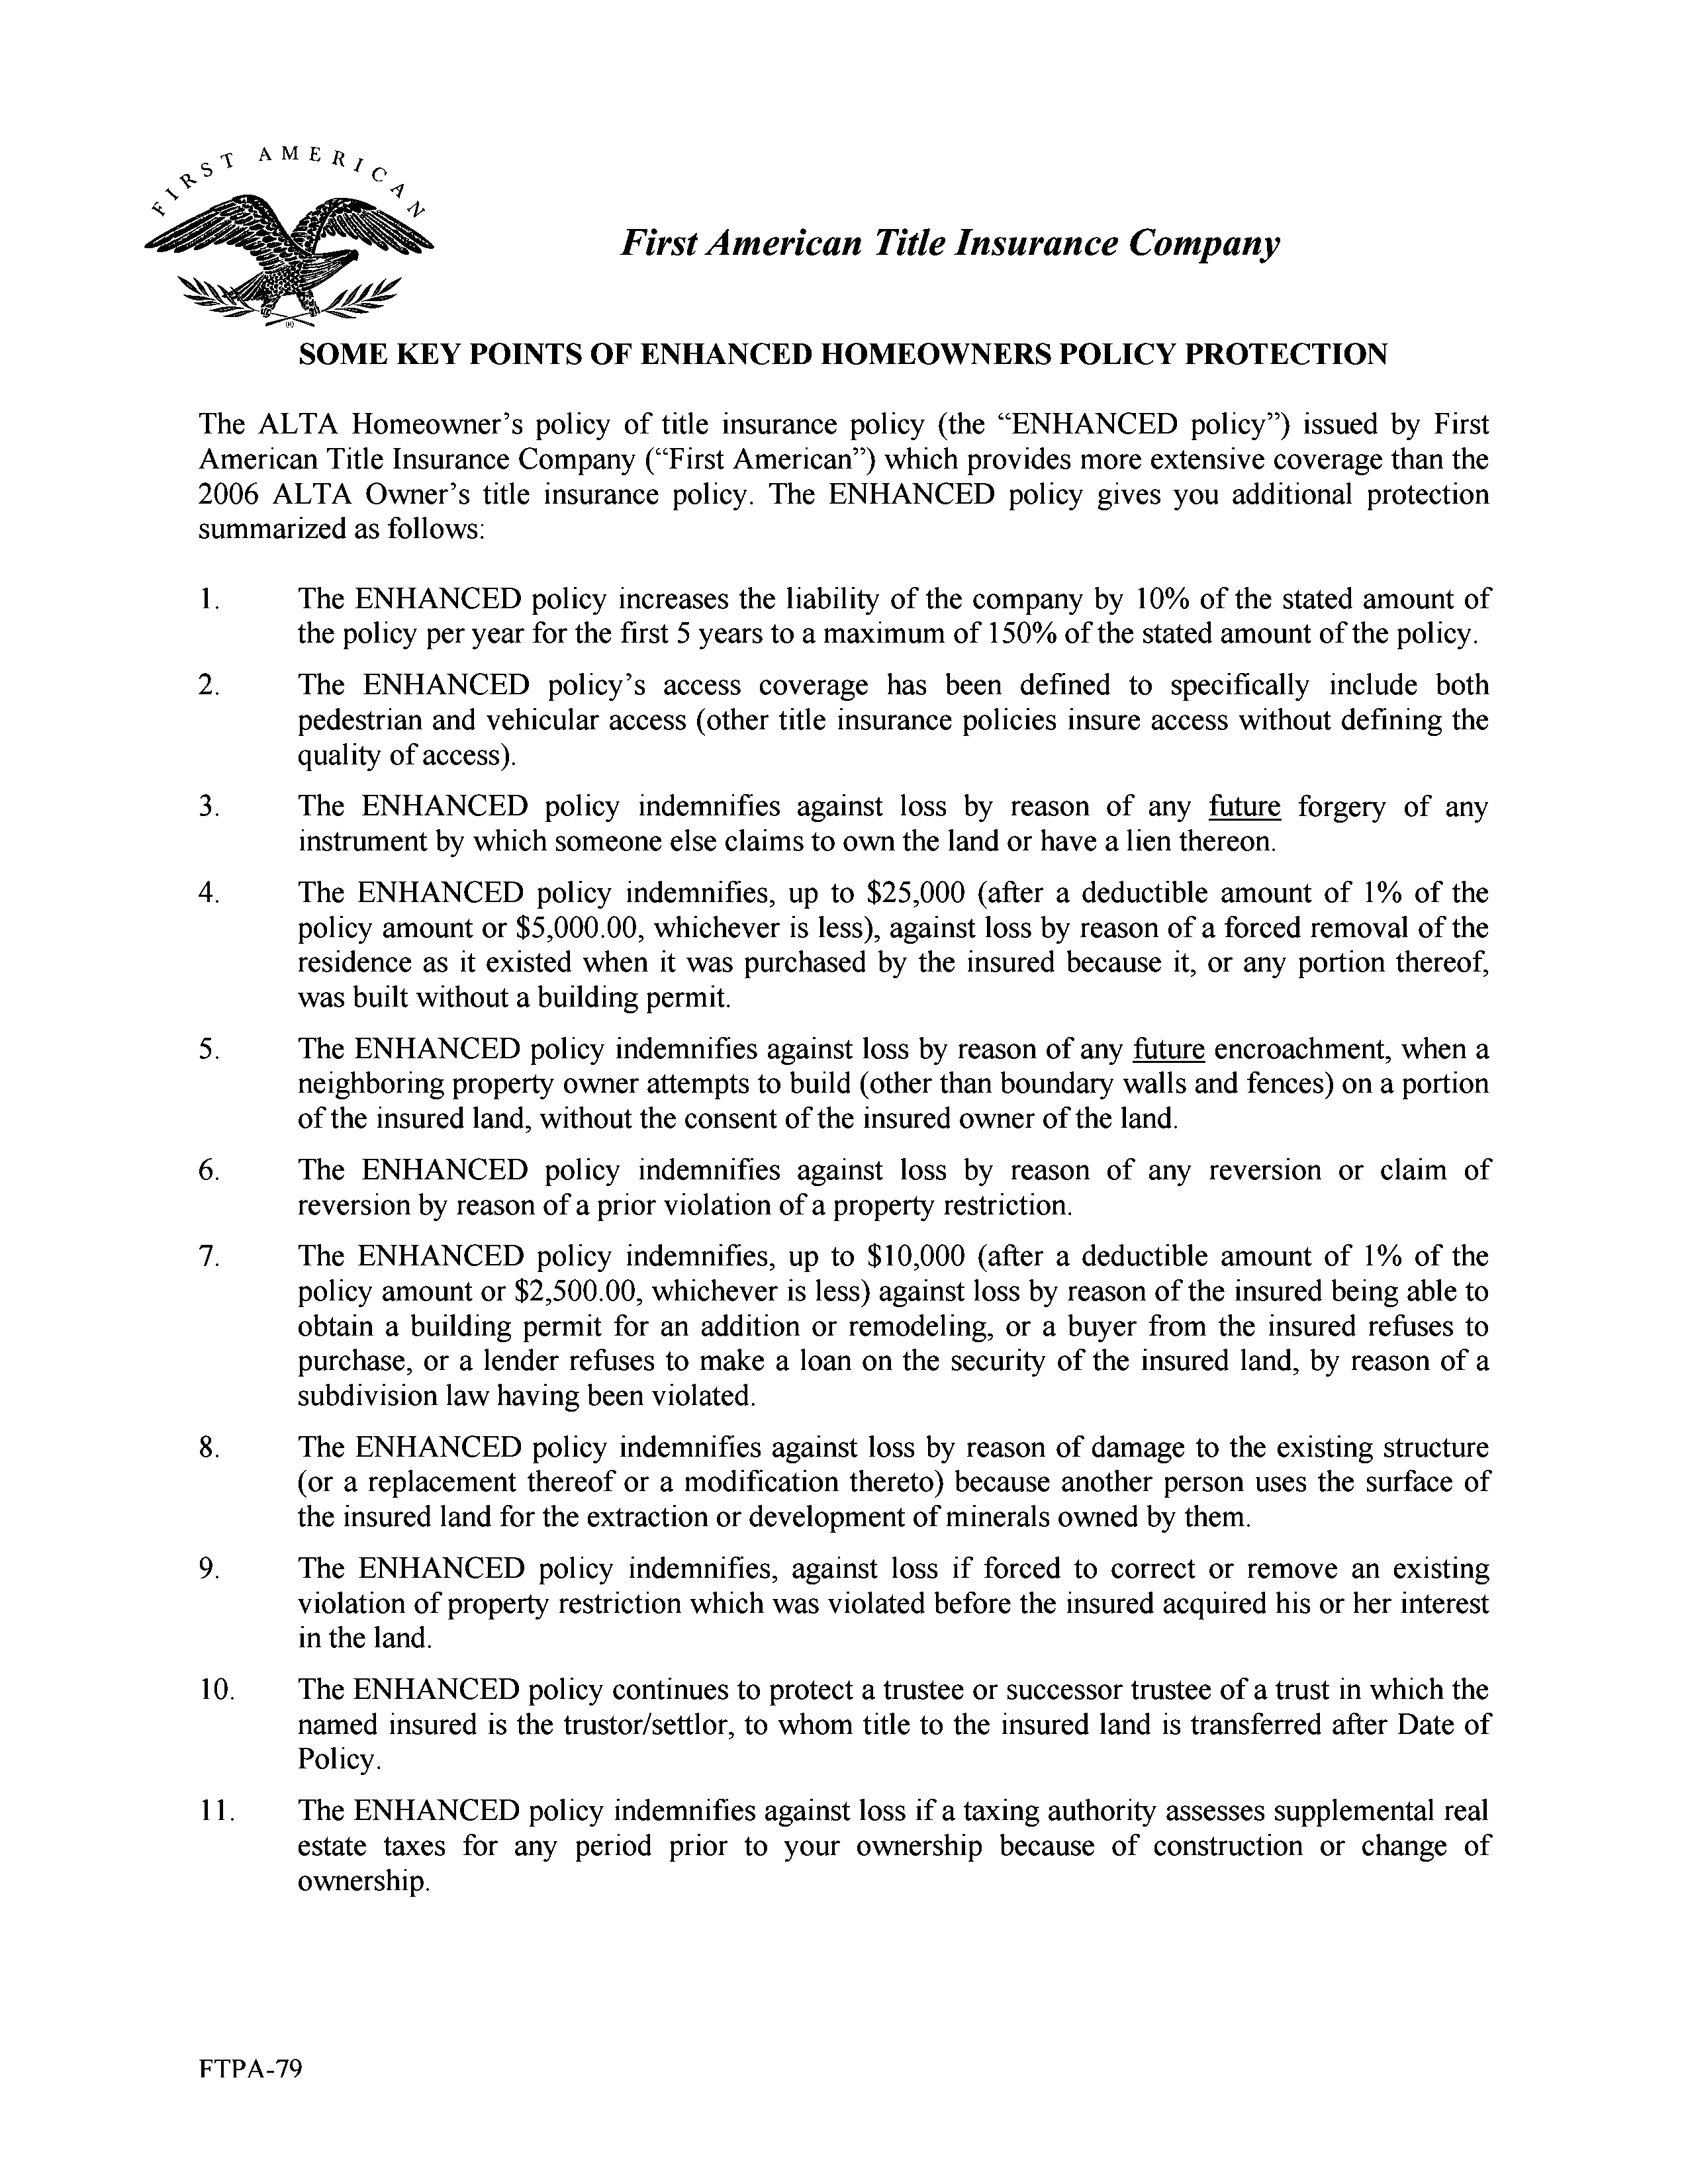 FIRST AMERICAN
First American Title Insurance Company
(R)
SOME KEY POINTS OF ENHANCED HOMEOWNERS POLICY PROTECTION
The ALTA Homeowner’s policy of title insurance policy (the “ENHANCED policy”) issued by First
American Title Insurance Company (“First American”) which provides more extensive coverage than the
2006 ALTA Owner’s title insurance policy. The ENHANCED policy gives you additional protection
summarized as follows:
1. The ENHANCED policy increases the liability of the company by 10% of the stated amount of
the policy per year for the first 5 years to a maximum of 150% of the stated amount of the policy.
2. The ENHANCED policy’s access coverage has been defined to specifically include both
pedestrian and vehicular access (other title insurance policies insure access without defining the
quality of access).
3. The ENHANCED policy indemnifies against loss by reason of any future forgery of any
instrument by which someone else claims to own the land or have a lien thereon.
4. The ENHANCED policy indemnifies, up to $25,000 (after a deductible amount of 1% of the
policy amount or $5,000.00, whichever is less), against loss by reason of a forced removal of the
residence as it existed when it was purchased by the insured because it, or any portion thereof,
was built without a building permit.
5. The ENHANCED policy indemnifies against loss by reason of any future encroachment, when a
neighboring property owner attempts to build (other than boundary walls and fences) on a portion
of the insured land, without the consent of the insured owner of the land.
6. The ENHANCED policy indemnifies against loss by reason of any reversion or claim of
reversion by reason of a prior violation of a property restriction.
7. The ENHANCED policy indemnifies, up to $10,000 (after a deductible amount of 1% of the
policy amount or $2,500.00, whichever is less) against loss by reason of the insured being able to
obtain a building permit for an addition or remodeling, or a buyer from the insured refuses to
purchase, or a lender refuses to make a loan on the security of the insured land, by reason of a
subdivision law having been violated.
8. The ENHANCED policy indemnifies against loss by reason of damage to the existing structure
(or a replacement thereof or a modification thereto) because another person uses the surface of
the insured land for the extraction or development of minerals owned by them.
9. The ENHANCED policy indemnifies, against loss if forced to correct or remove an existing
violation of property restriction which was violated before the insured acquired his or her interest
in the land.
10. The ENHANCED policy continues to protect a trustee or successor trustee of a trust in which the
named insured is the trustor/settlor, to whom title to the insured land is transferred after Date of
Policy.
11. The ENHANCED policy indemnifies against loss if a taxing authority assesses supplemental real
estate taxes for any period prior to your ownership because of construction or change of
ownership.
FTPA-79